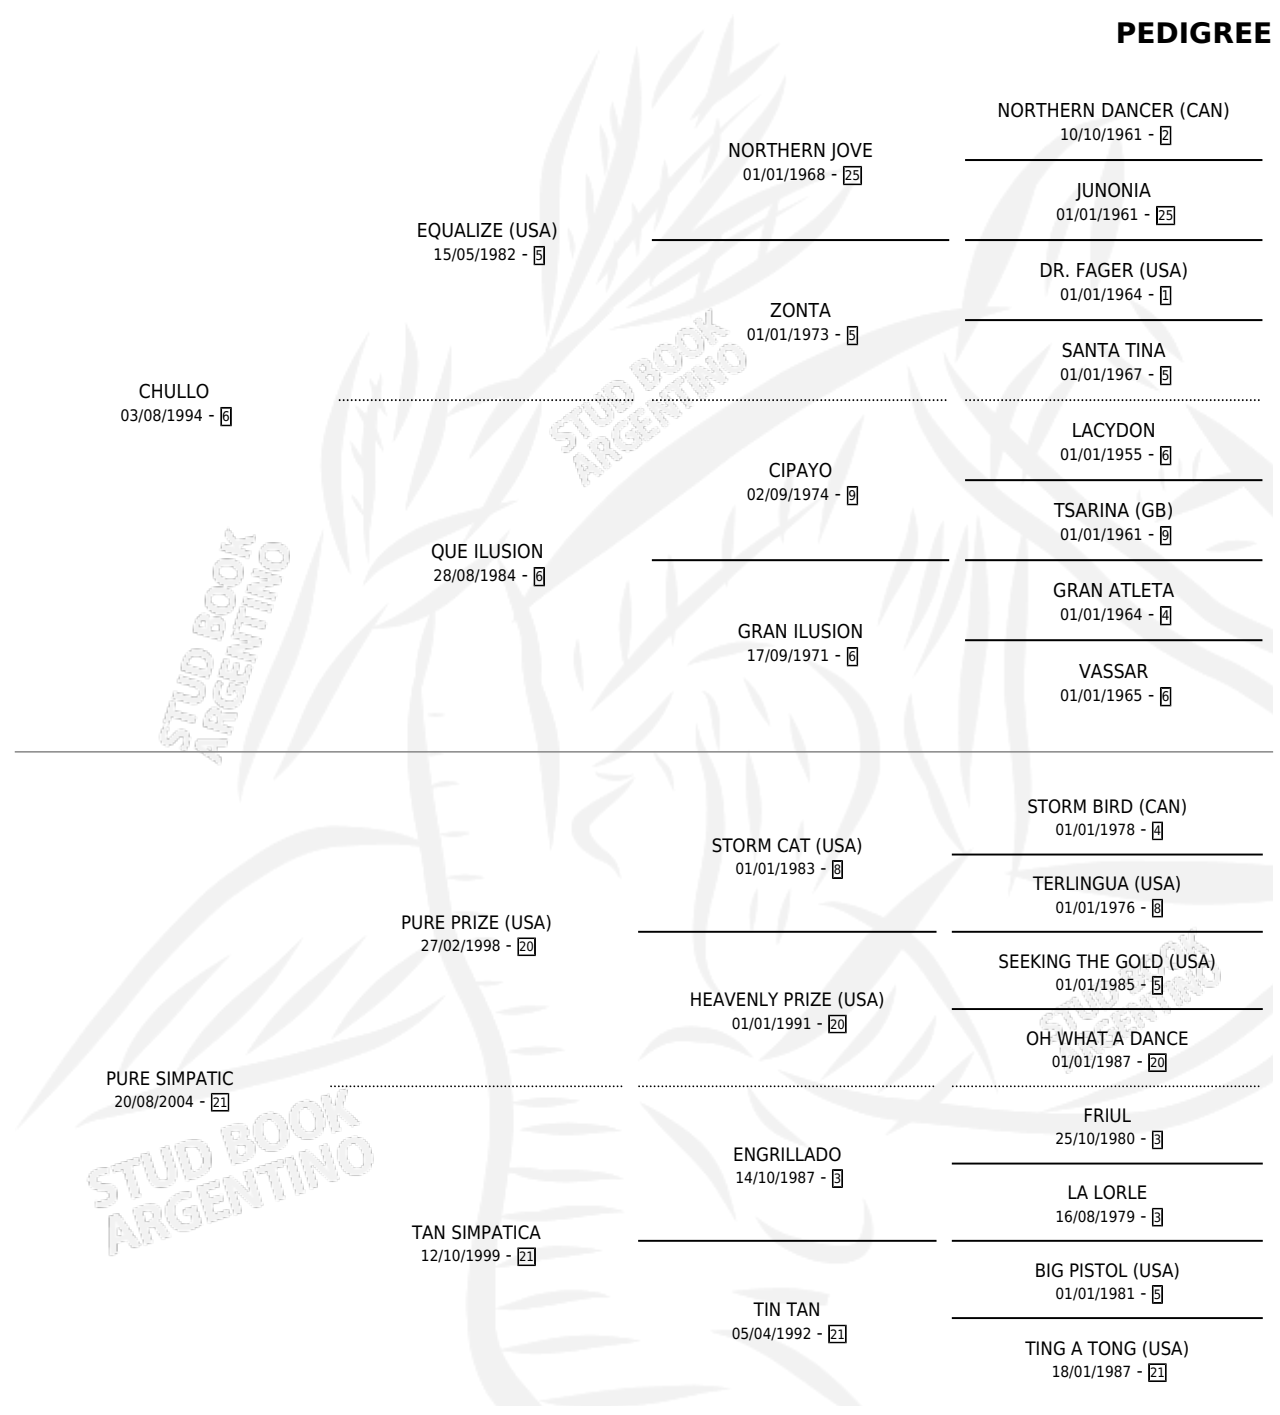 PEDIGREE
NORTHERN DANCER (CAN)
10/10/1961 - 2
NORTHERN JOVE
01/01/1968 - 25
JUNONIA
01/01/1961 - 25
EQUALIZE (USA)
15/05/1982 - 5
DR. FAGER (USA)
01/01/1964 - 1
ZONTA
01/01/1973 - 5
SANTA TINA
01/01/1967 - 5
CHULLO
03/08/1994 - 6
LACYDON
01/01/1955 - 6
CIPAYO
02/09/1974 - 9
TSARINA (GB)
01/01/1961 - 9
QUE ILUSION
28/08/1984 - 6
GRAN ATLETA
01/01/1964 - 4
GRAN ILUSION
17/09/1971 - 6
VASSAR
01/01/1965 - 6
STORM BIRD (CAN)
01/01/1978 - 4
STORM CAT (USA)
01/01/1983 - 8
TERLINGUA (USA)
01/01/1976 - 8
PURE PRIZE (USA)
27/02/1998 - 20
SEEKING THE GOLD (USA)
01/01/1985 - 5
HEAVENLY PRIZE (USA)
01/01/1991 - 20
OH WHAT A DANCE
01/01/1987 - 20
PURE SIMPATIC
20/08/2004 - 21
FRIUL
25/10/1980 - 3
ENGRILLADO
14/10/1987 - 3
LA LORLE
16/08/1979 - 3
TAN SIMPATICA
12/10/1999 - 21
BIG PISTOL (USA)
01/01/1981 - 5
TIN TAN
05/04/1992 - 21
TING A TONG (USA)
18/01/1987 - 21
STUD BOOK
ARGENTINO
STUD BOOK
ARGENTINO
STUD BOOK
ARGENTINO
STUD BOOK
ARGENTINO